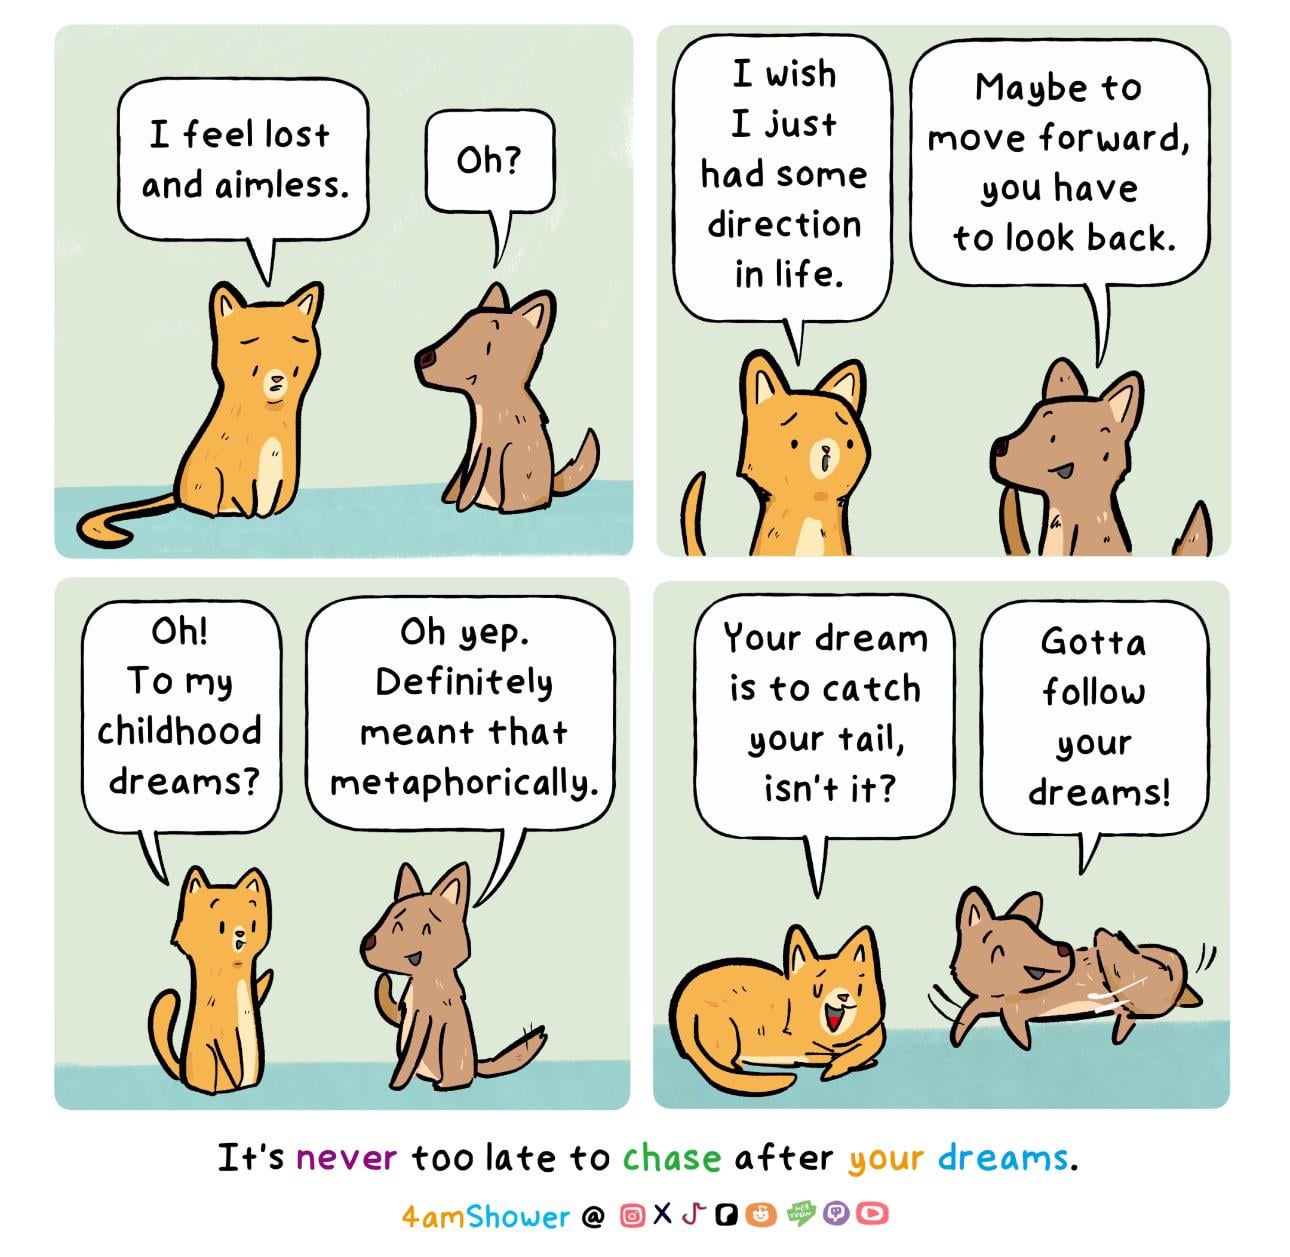 I feel lost
and aimless.
Oh?
I wish
I just
had some
direction
in life.
Maybe to
move forward,
you have
to look back.
Oh!
To my
childhood
dreams?
Oh yep.
Definitely
meant that
metaphorically.
Your dream
is to catch
your tail,
isn't it?
Gotta
follow
your
dreams!
It's never too late to chase after your dreams.
4amShower @
WEB
TOON